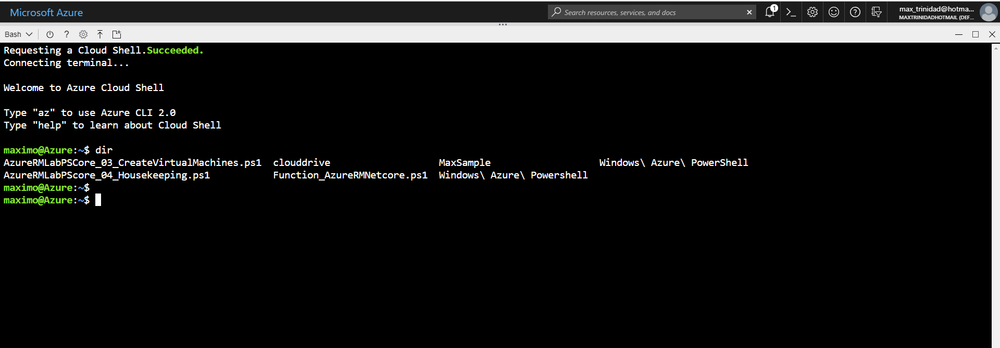 Microsoft Azure
Search resources, services, and docs
1
max_trinidad@hotma...
MAXTRINIDADHOTMAIL (DEF...
Bash
Requesting a Cloud Shell.Succeeded.
Connecting terminal...
Welcome to Azure Cloud Shell
Type "az" to use Azure CLI 2.0
Type "help" to learn about Cloud Shell
maximo@Azure:~$ dir
AzureRMLabPSCore_03_CreateVirtualMachines.ps1  clouddrive  MaxSample  Windows\ Azure\ PowerShell
AzureRMLabPScore_04_Housekeeping.ps1  Function_AzureRMNetcore.ps1  Windows\ Azure\ Powershell
maximo@Azure:~$
maximo@Azure:~$